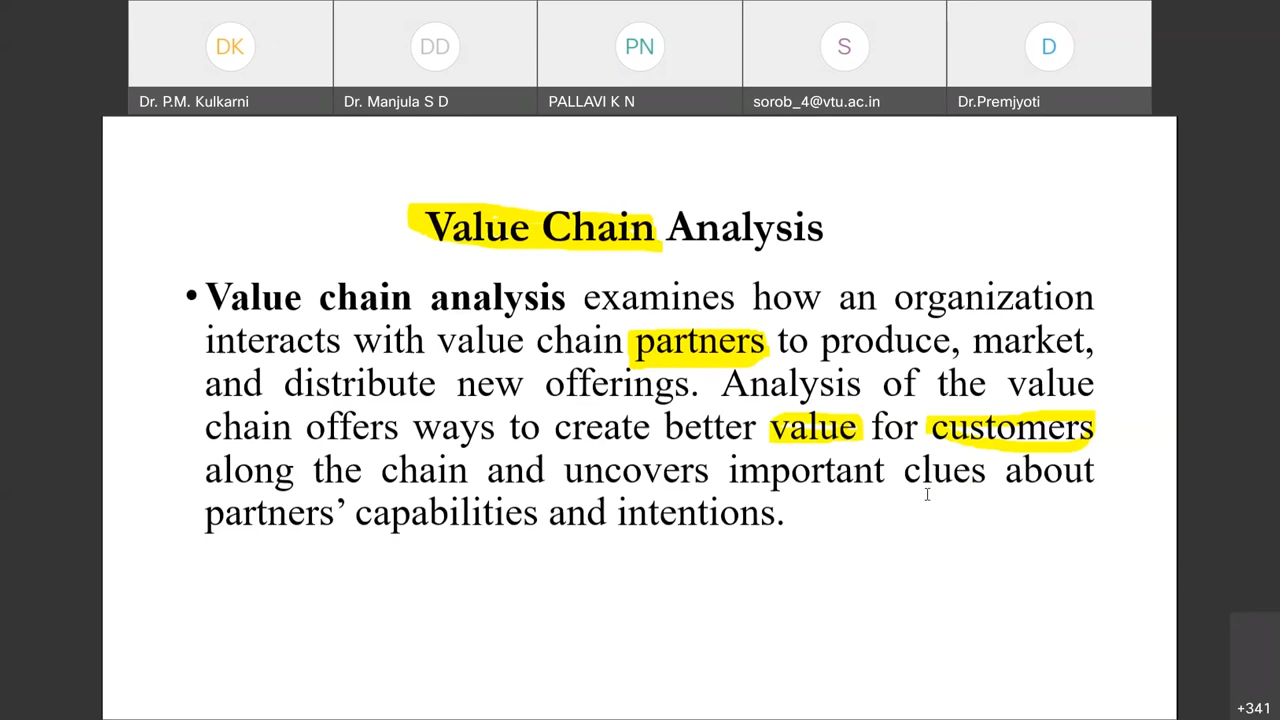 DK DD PN S D
Dr. P.M. Kulkarni Dr. Manjula S D PALLAVI K N sorob_4@vtu.ac.in Dr.Premjyoti
Value Chain Analysis
• Value chain analysis examines how an organization
interacts with value chain partners to produce, market,
and distribute new offerings. Analysis of the value
chain offers ways to create better value for customers
along the chain and uncovers important clues about
partners’ capabilities and intentions.
+341